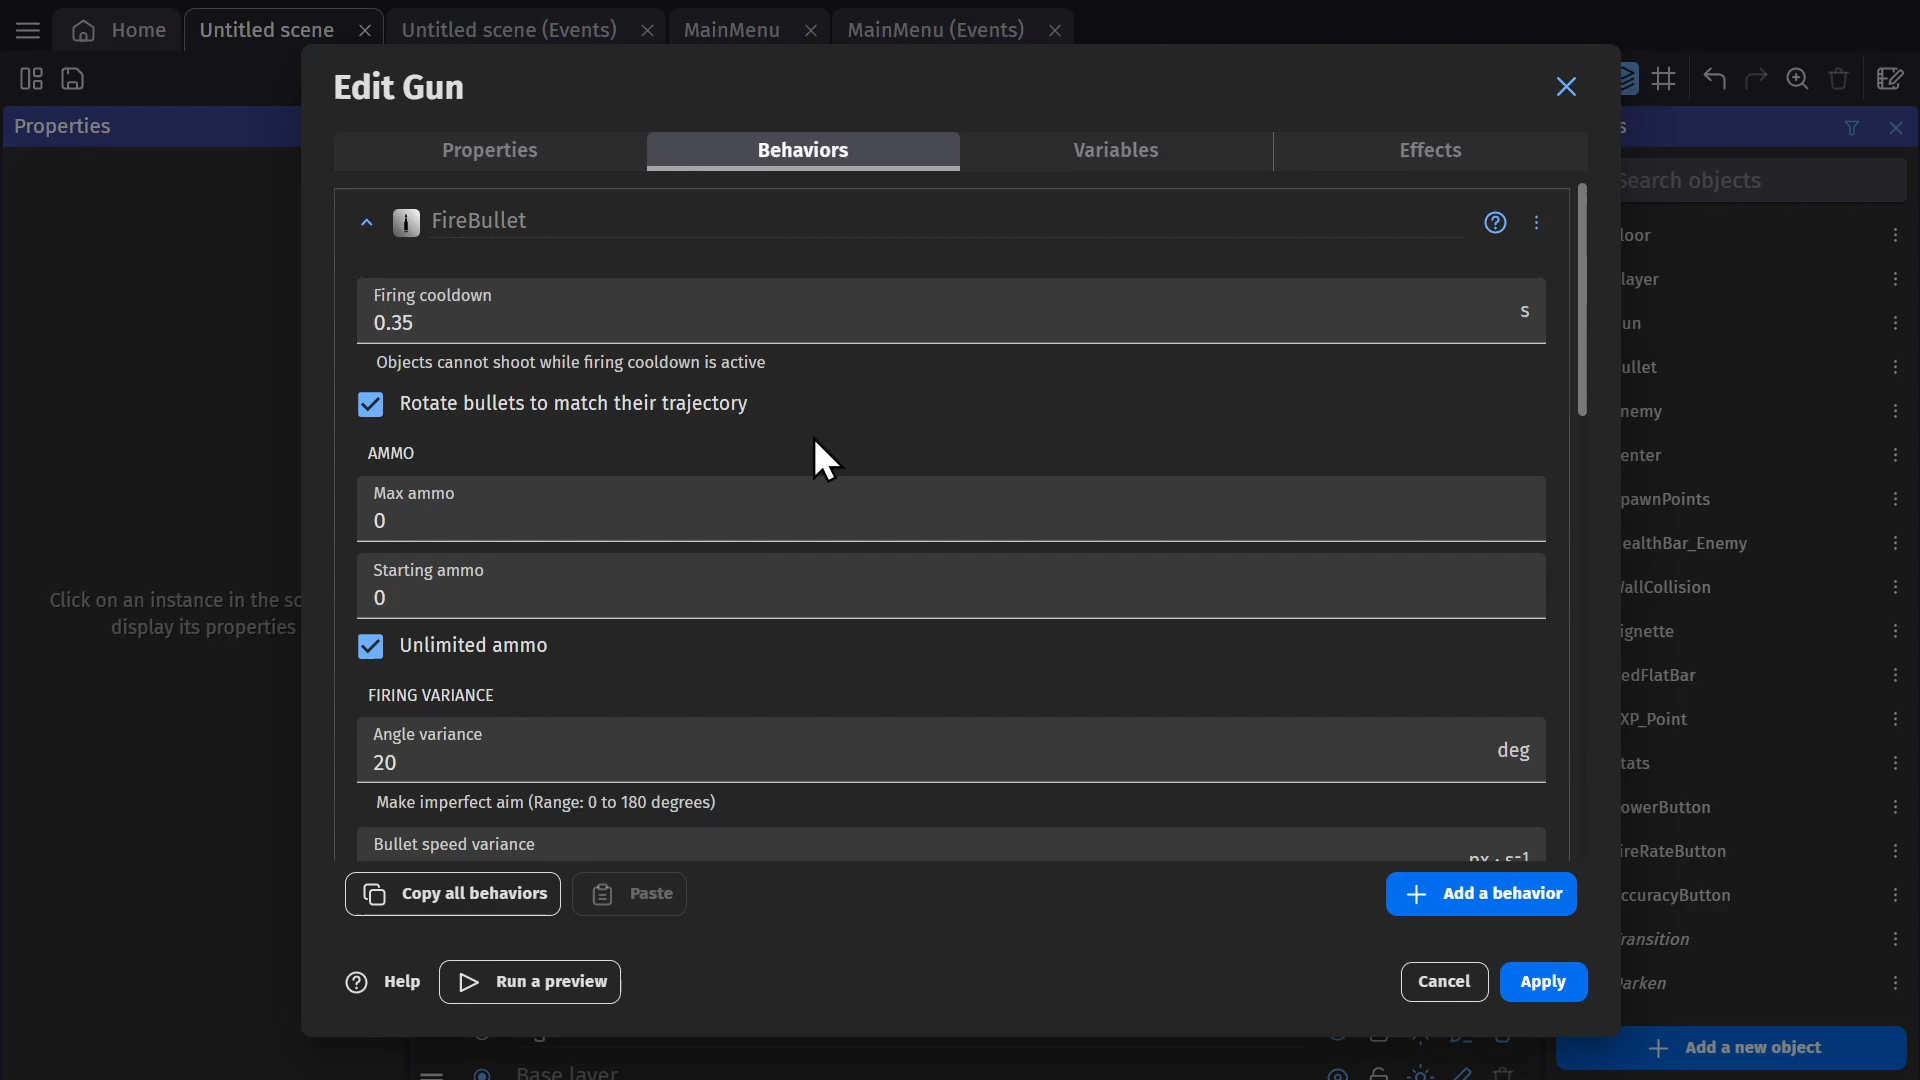 Home
Untitled scene
Untitled scene (Events)
MainMenu
MainMenu (Events)
Edit Gun
Properties
s
Search objects
Properties
Behaviors
Variables
Effects
FireBullet
Firing cooldown
0.35
s
Objects cannot shoot while firing cooldown is active
Rotate bullets to match their trajectory
AMMO
Max ammo
0
Starting ammo
0
Unlimited ammo
FIRING VARIANCE
Angle variance
20
deg
Make imperfect aim (Range: 0 to 180 degrees)
Bullet speed variance
px · s-1
Click on an instance in the sc
display its properties
loor
layer
un
ullet
nemy
enter
pawnPoints
ealthBar_Enemy
WallCollision
ignette
edFlatBar
XP_Point
tats
owerButton
ireRateButton
ccuracyButton
ransition
arken
Copy all behaviors
Paste
Add a behavior
Help
Run a preview
Cancel
Apply
Add a new object
Base layer